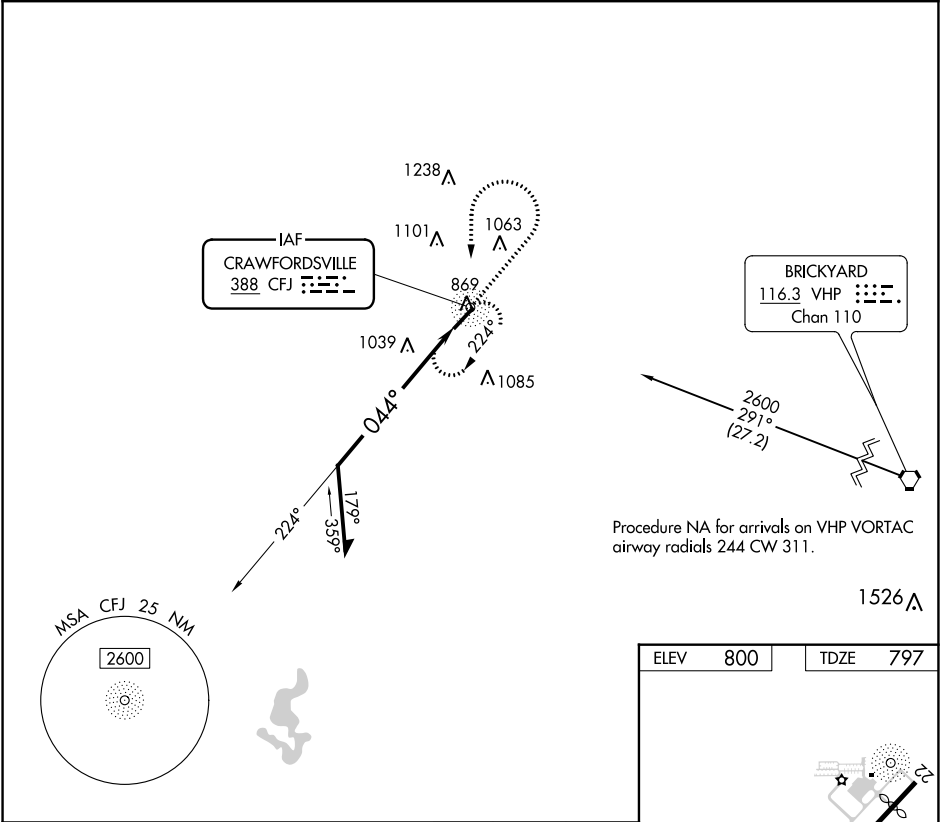 1238
1101
1063
IAF
CRAWFORDSVILLE
388 CFJ
869
BRICKYARD
116.3 VHP
Chan 110
1039
224°
1085
044°
2600
291°
(27.2)
179°
359°
224°
Procedure NA for arrivals on VHP VORTAC
airway radials 244 CW 311.
1526
MSA CFJ 25 NM
2600
ELEV 800
TDZE 797
22